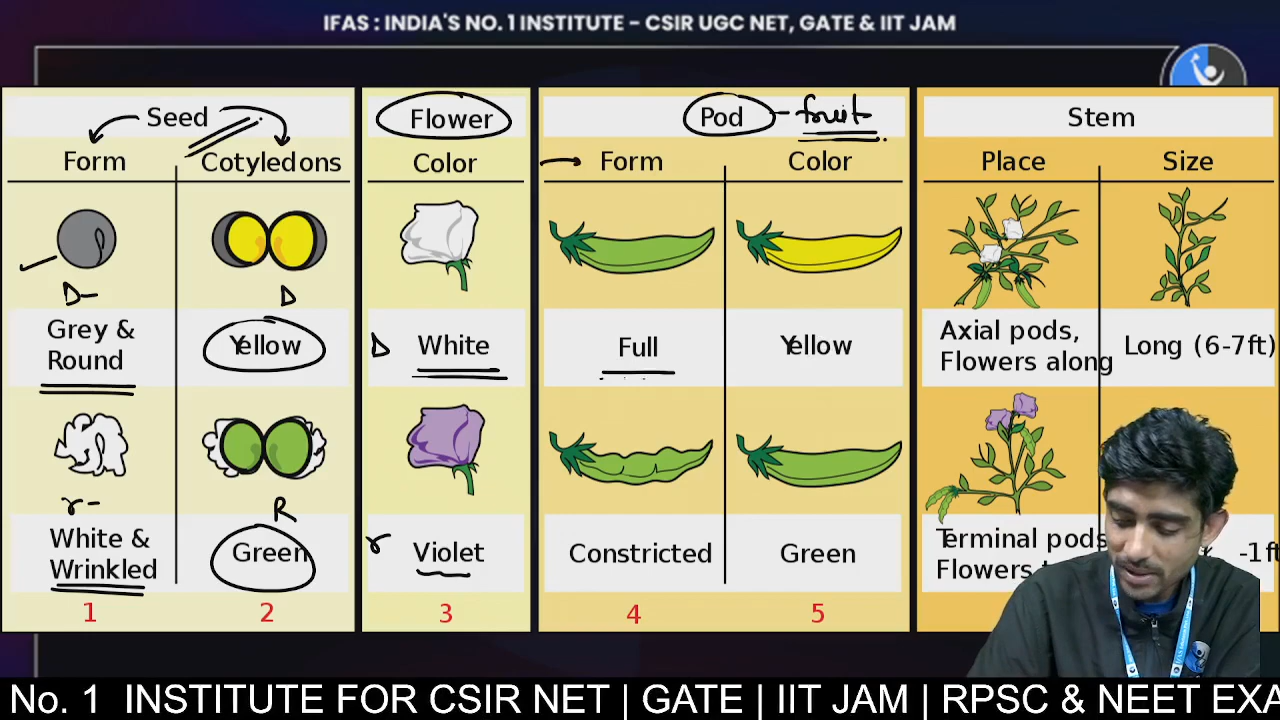 IFAS : INDIA'S NO. 1 INSTITUTE - CSIR UGC NET, GATE & IIT JAM
Seed
Form
Cotyledons
D-
D
Grey &
Round
Yellow
r-
R
White &
Wrinkled
Green
1
2
Flower
Color
D
White
r
Violet
3
Pod - fruit
Form
Color
Full
Yellow
Constricted
Green
4
5
Stem
Place
Size
Axial pods,
Flowers along
Long (6-7ft)
Terminal pods
Flowers
-1ft
No. 1 INSTITUTE FOR CSIR NET | GATE | IIT JAM | RPSC & NEET EXA